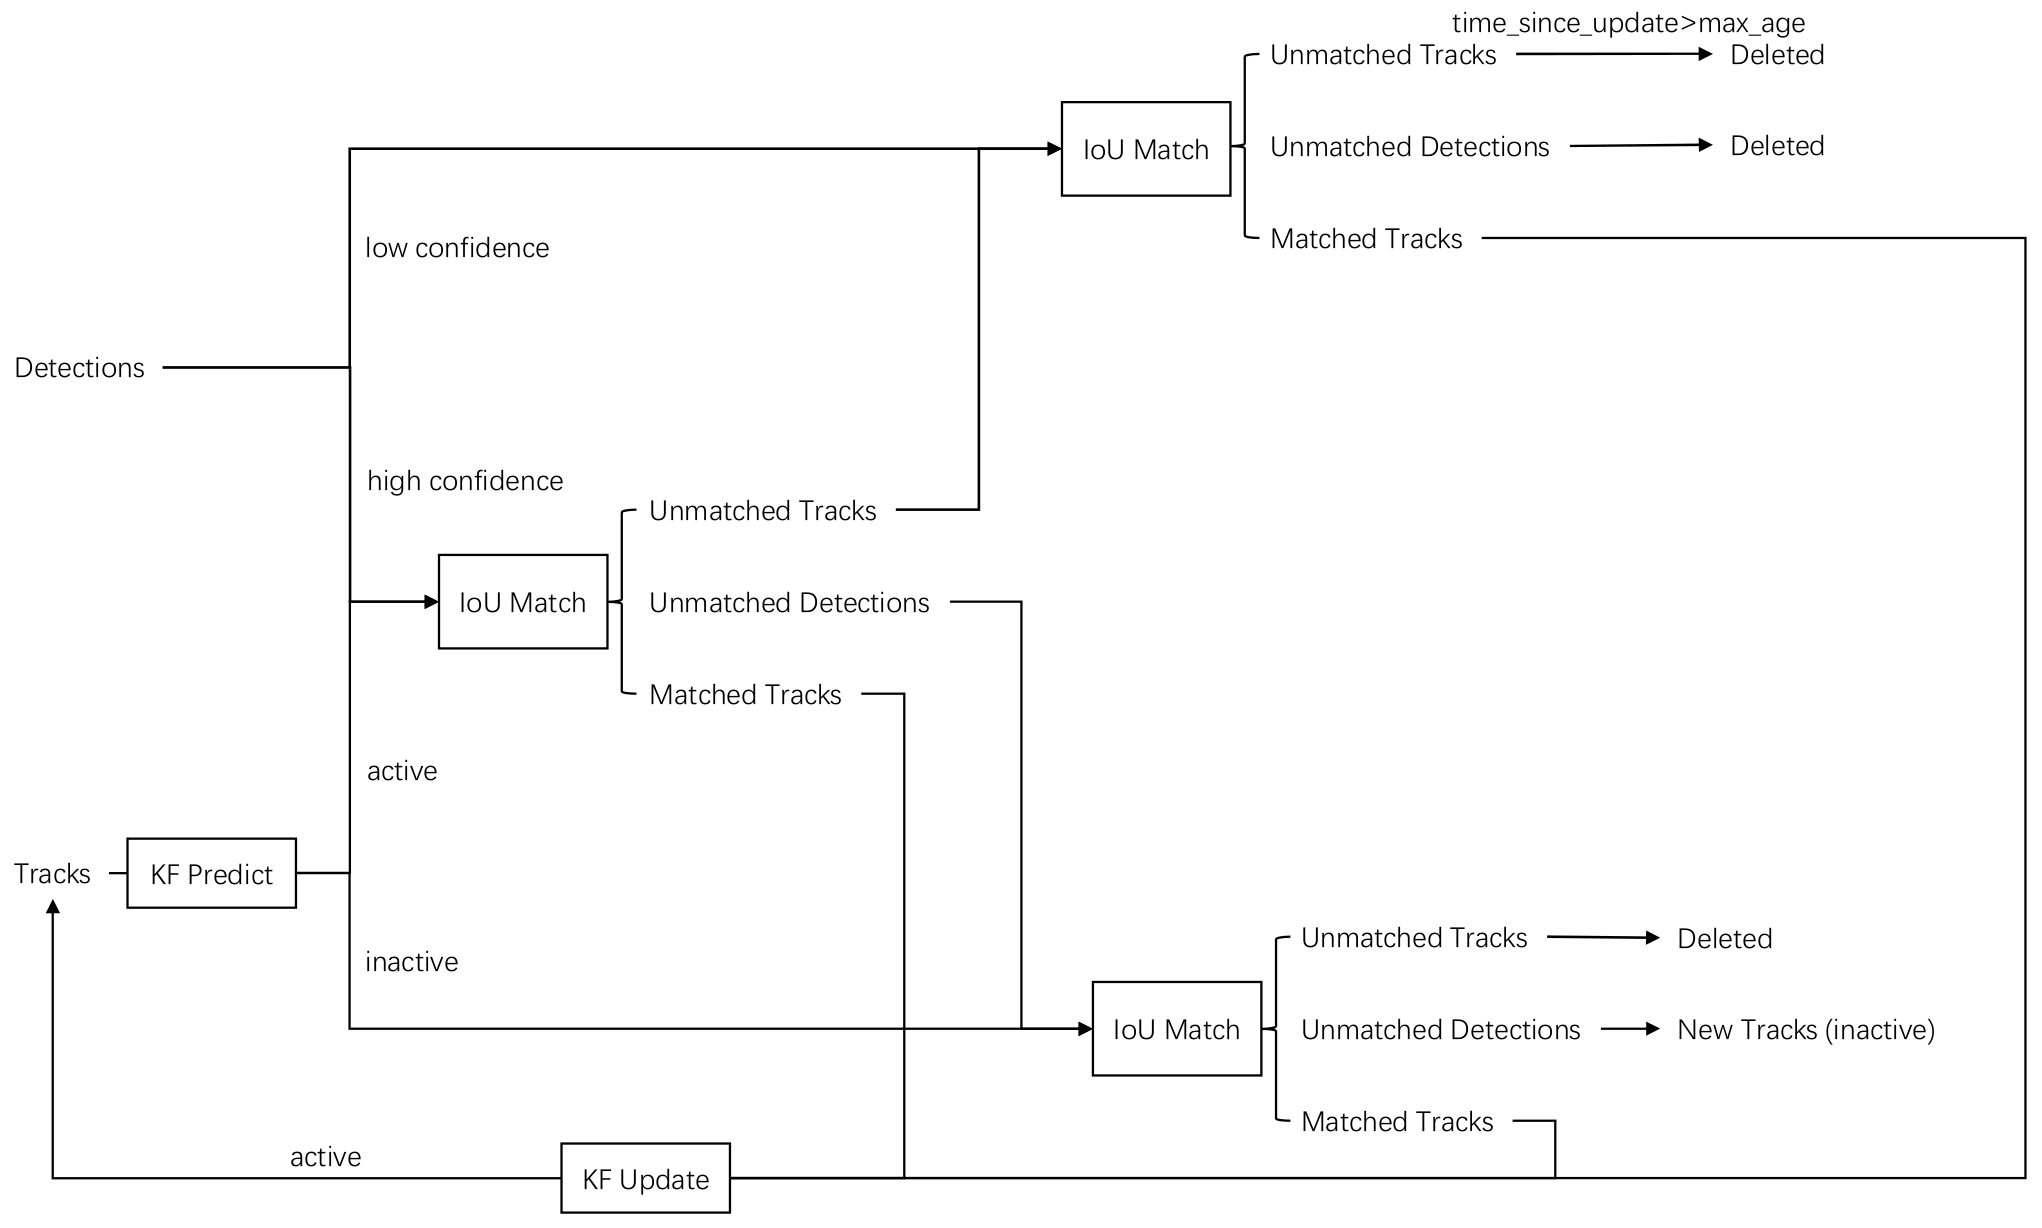 time_since_update>max_age
Unmatched Tracks
Deleted
IoU Match
Unmatched Detections
Deleted
Matched Tracks
low confidence
Detections
high confidence
Unmatched Tracks
IoU Match
Unmatched Detections
Matched Tracks
active
Tracks
KF Predict
inactive
Unmatched Tracks
Deleted
IoU Match
Unmatched Detections
New Tracks (inactive)
Matched Tracks
active
KF Update